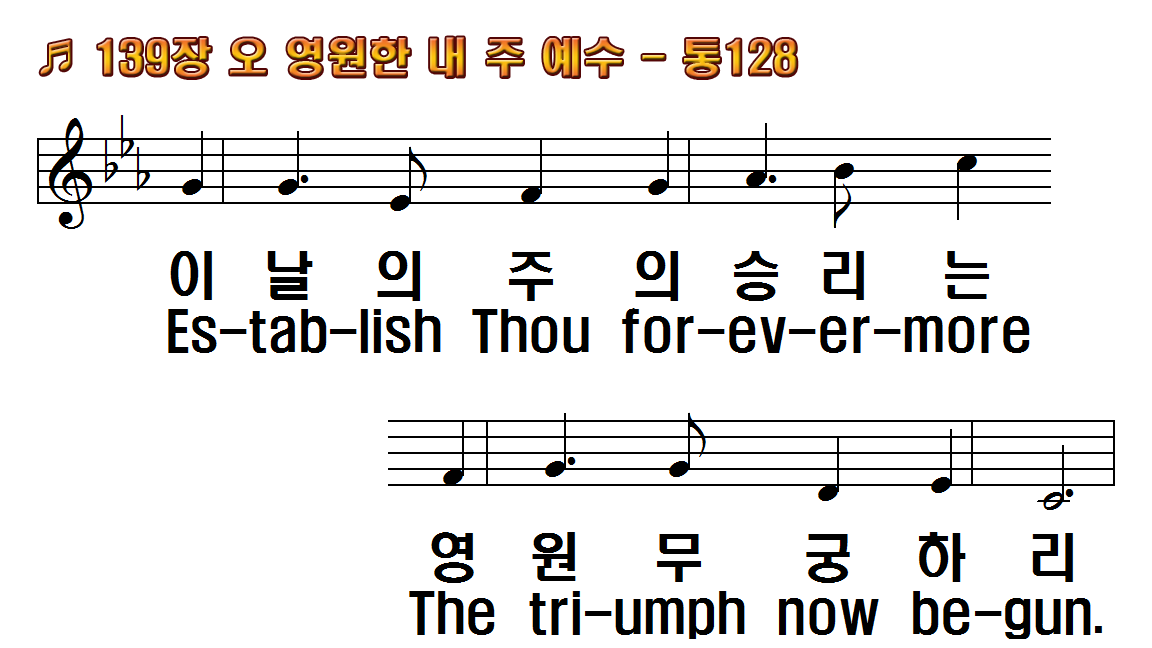 ♬ 139장 오 영원한 내 주 예수 - 통128
이 날 의 주 의 승 리 는
Es-tab-lish Thou for-ev-er-more
영 원 무 궁 하 리
The tri-umph now be-gun.